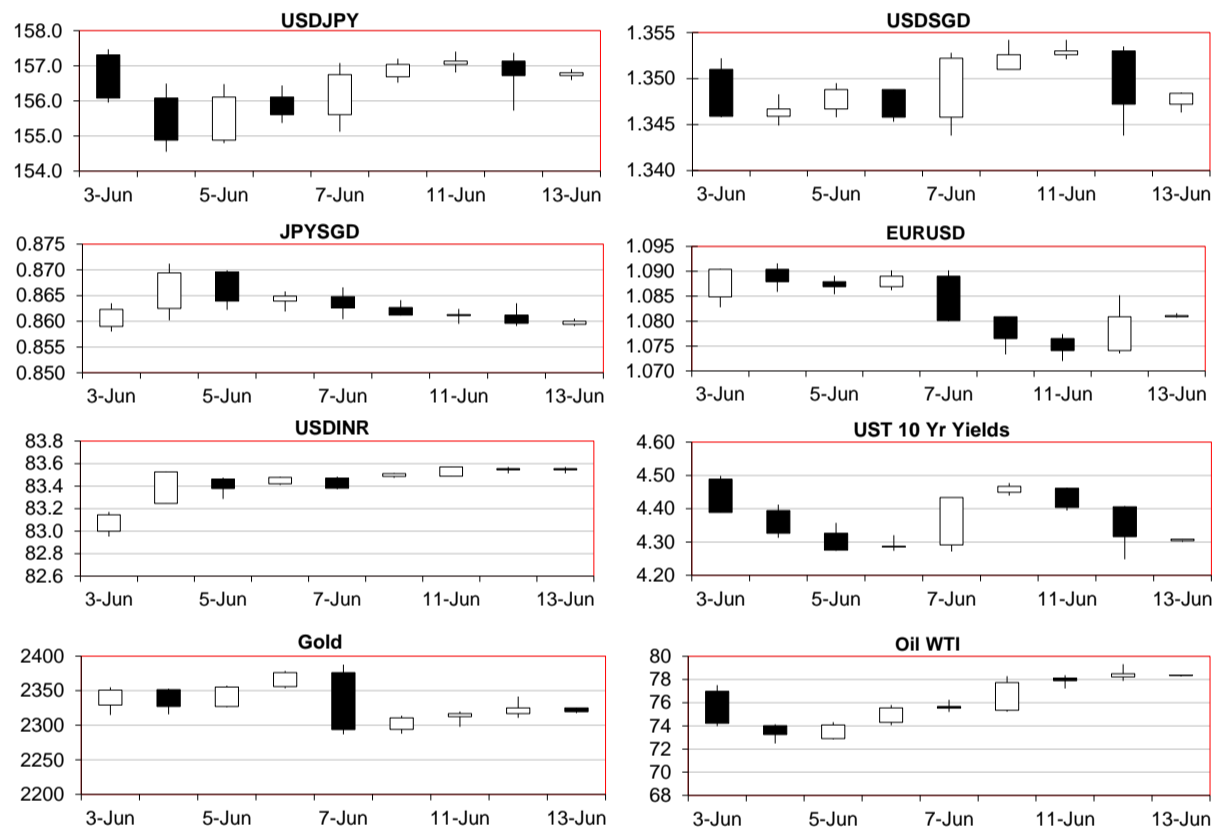 USDJPY
158.0
157.0
156.0
155.0
154.0
3-Jun 5-Jun 7-Jun 11-Jun 13-Jun
USDSGD
1.355
1.350
1.345
1.340
3-Jun 5-Jun 7-Jun 11-Jun 13-Jun
JPYSGD
0.875
0.870
0.865
0.860
0.855
0.850
3-Jun 5-Jun 7-Jun 11-Jun 13-Jun
EURUSD
1.095
1.090
1.085
1.080
1.075
1.070
3-Jun 5-Jun 7-Jun 11-Jun 13-Jun
USDINR
83.8
83.6
83.4
83.2
83.0
82.8
82.6
3-Jun 5-Jun 7-Jun 11-Jun 13-Jun
UST 10 Yr Yields
4.60
4.50
4.40
4.30
4.20
3-Jun 5-Jun 7-Jun 11-Jun 13-Jun
Gold
2400
2350
2300
2250
2200
3-Jun 5-Jun 7-Jun 11-Jun 13-Jun
Oil WTI
80
78
76
74
72
70
68
3-Jun 5-Jun 7-Jun 11-Jun 13-Jun